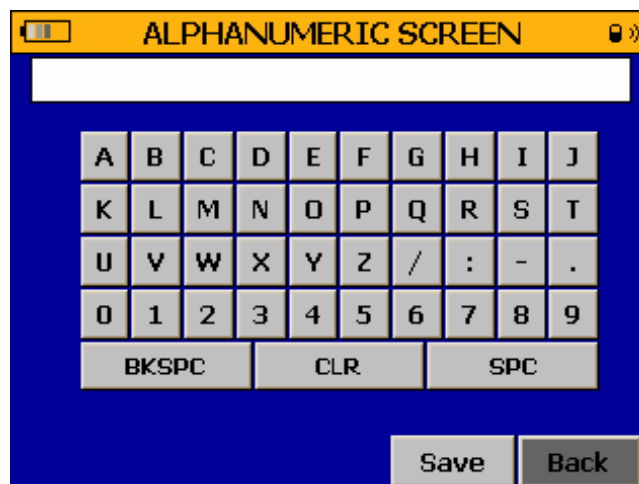 ALPHANUMERIC SCREEN
A B C D E F G H I J
K L M N O P Q R S T
U V W X Y Z / : - .
0 1 2 3 4 5 6 7 8 9
BKSPC CLR SPC
Save Back